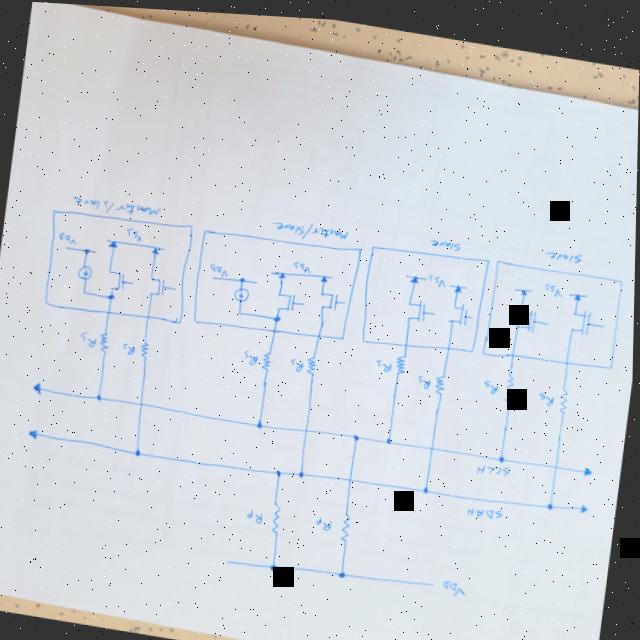 VDD
Rp
Rp
SDAH
SCLH
Rs
Rs
Rs
Rs
Rs
Rs
Rs
Rs
VSS
VSS
VSS
VDD
VSS
VDD
Slave
Slave
Master/Slave
Master/Slave